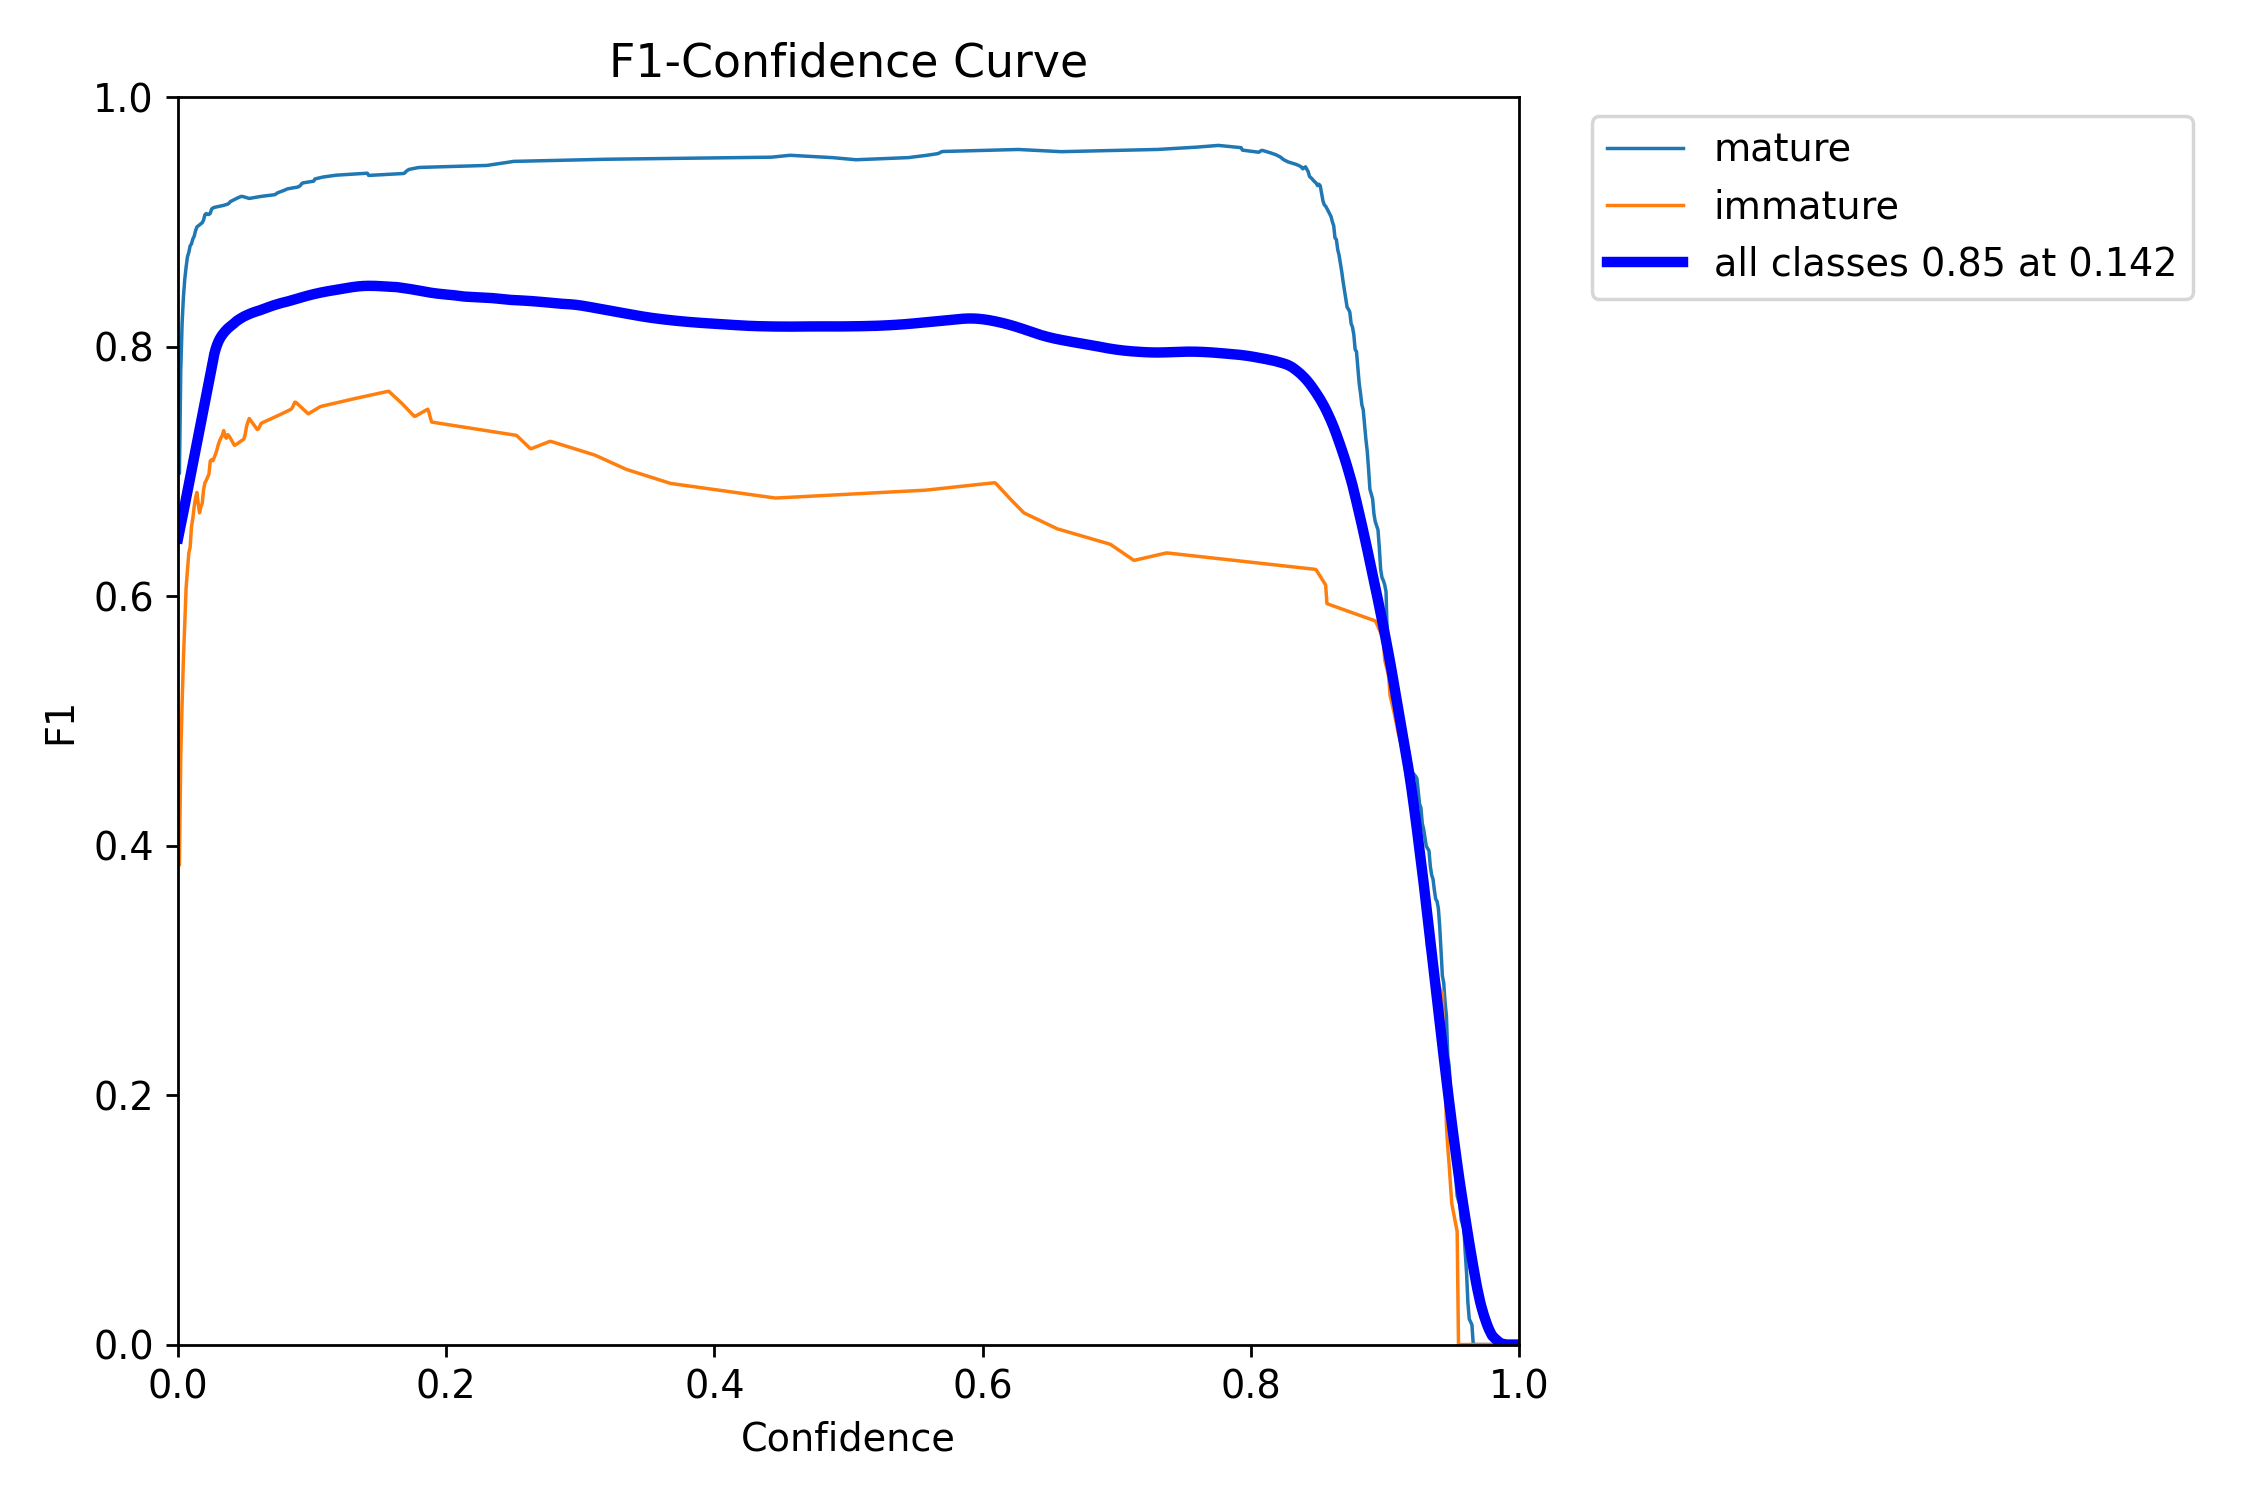 F1-Confidence Curve
mature
immature
all classes 0.85 at 0.142
1.0
0.8
0.6
0.4
0.2
0.0
F1
0.0 0.2 0.4 0.6 0.8 1.0
Confidence